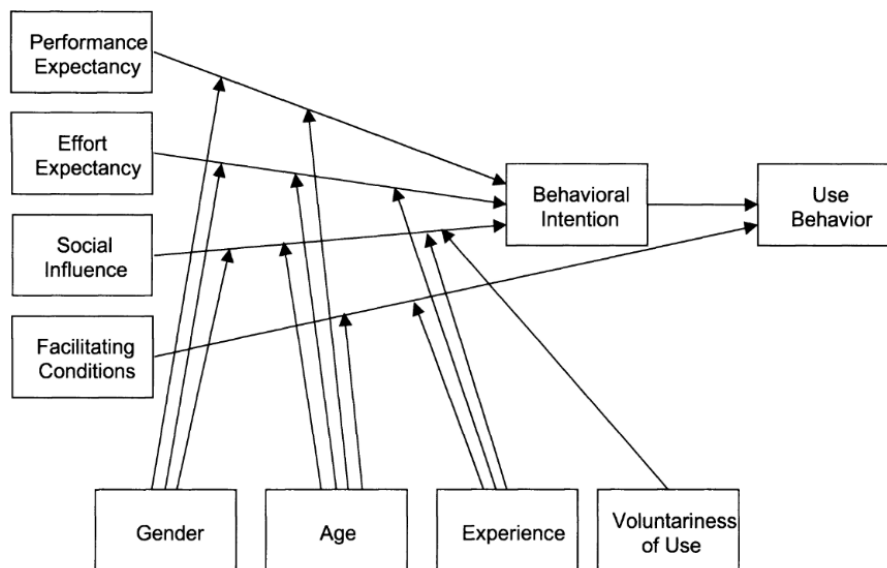 Performance
Expectancy
Effort
Expectancy
Social
Influence
Facilitating
Conditions
Behavioral
Intention
Use
Behavior
Gender
Age
Experience
Voluntariness
of Use